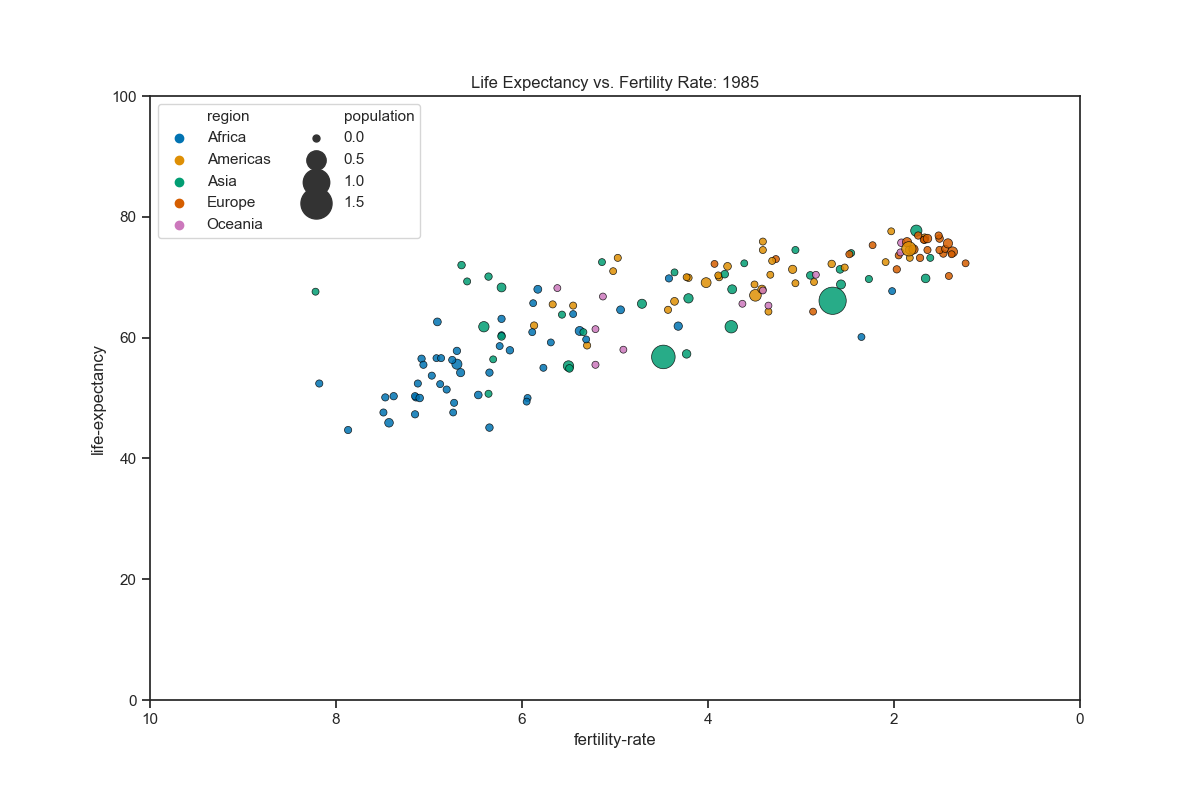 Life Expectancy vs. Fertility Rate: 1985
100
80
60
40
20
0
life-expectancy
region
Africa
Americas
Asia
Europe
Oceania
population
0.0
0.5
1.0
1.5
10
8
6
4
2
0
fertility-rate